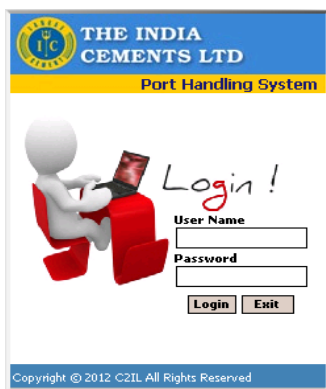 THE INDIA
CEMENTS LTD
Port Handling System
Login !
User Name
Password
Login Exit
Copyright © 2012 C2IL All Rights Reserved